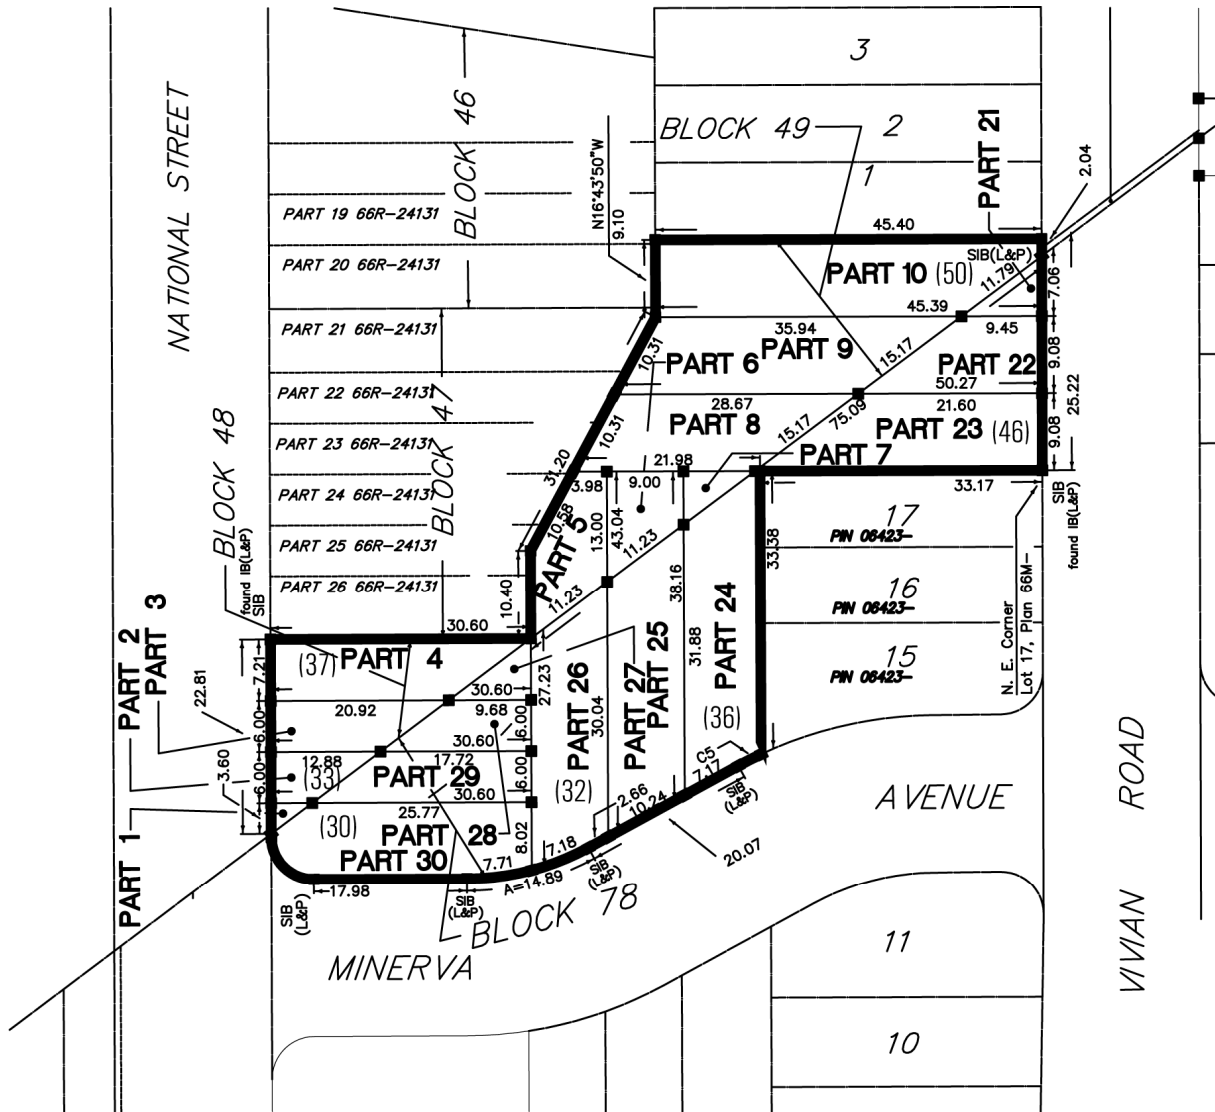 3
BLOCK 49
2
PART 21
1
2.04
NATIONAL STREET
BLOCK 46
N16°43'50"W
9.10
45.40
PART 19 66R-24131
PART 20 66R-24131
PART 21 66R-24131
PART 22 66R-24131
PART 23 66R-24131
PART 24 66R-24131
PART 25 66R-24131
PART 26 66R-24131
BLOCK 47
BLOCK 48
found IB(L&P)
SIB
SIB(L&P)
PART 10 (50)
11.79
7.06
45.39
35.94
9.45
10.31
PART 6
PART 9
15.17
PART 22
9.08
25.22
50.27
28.67
75.09
21.60
10.31
PART 8
15.17
PART 23 (46)
9.08
31.20
21.98
PART 7
3.98
9.00
33.17
SIB
found IB(L&P)
10.58
PART 5
13.00
43.04
11.23
33.38
17
PIN 06423-
16
PIN 06423-
15
PIN 06423-
N. E. Corner
Lot 17, Plan 66M-
10.40
11.23
38.16
30.60
PART 3
PART 2
PART 1
22.81
7.21
(37)
PART 4
27.23
PART 26
30.04
PART 27
PART 25
31.88
PART 24
(36)
30.60
20.92
9.68
6.00
6.00
30.60
12.88
17.72
(33)
PART 29
6.00
6.00
3.60
30.60
25.77
(32)
(30)
PART 28
8.02
PART 30
7.71
7.18
2.66
10.24
7.17
C5
SIB
(L&P)
20.07
17.98
SIB
(L&P)
SIB
(L&P)
A=14.89
SIB
(L&P)
BLOCK 78
MINERVA
AVENUE
VIVIAN ROAD
11
10